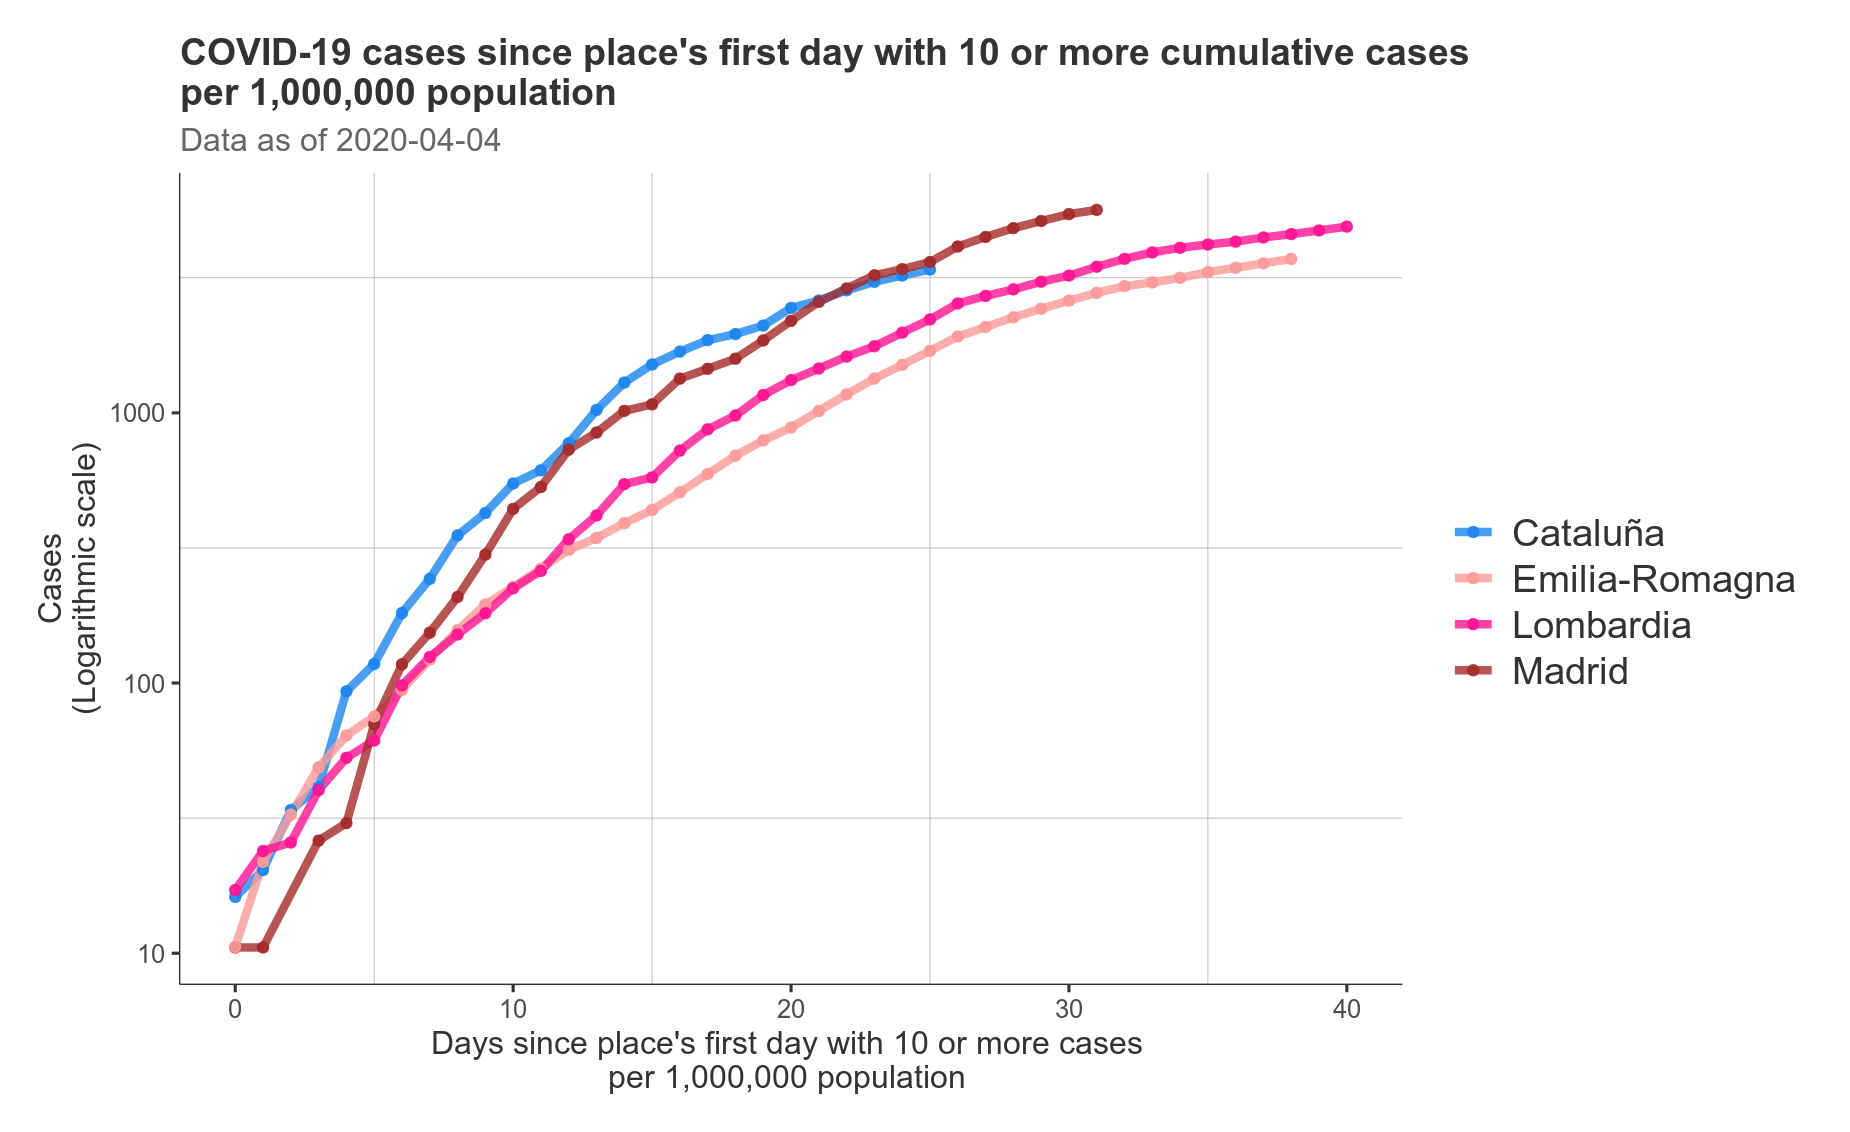 COVID-19 cases since place's first day with 10 or more cumulative cases
per 1,000,000 population
Data as of 2020-04-04
Cases
(Logarithmic scale)
1000
100
10
0
10
20
30
40
Days since place's first day with 10 or more cases
per 1,000,000 population
Cataluña
Emilia-Romagna
Lombardia
Madrid